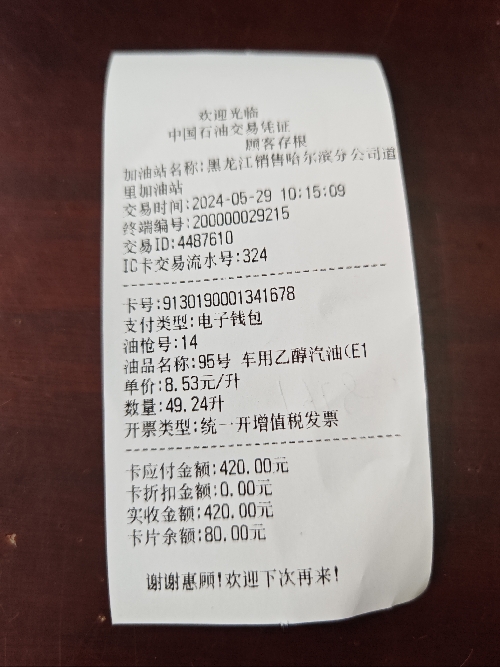 欢迎光临
中国石油交易凭证
顾客存根
加油站名称:黑龙江销售哈尔滨分公司道
里加油站
交易时间:2024-05-29 10:15:09
终端编号:200000029215
交易ID:4487610
IC卡交易流水号:324
卡号:9130190001341678
支付类型:电子钱包
油枪号:14
油品名称:95号 车用乙醇汽油(E1
单价:8.53元/升
数量:49.24升
开票类型:统一开增值税发票
卡应付金额:420.00元
卡折扣金额:0.00元
实收金额:420.00元
卡片余额:80.00元
谢谢惠顾!欢迎下次再来!